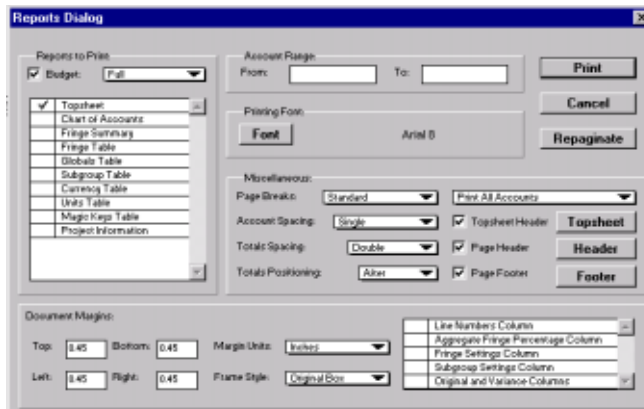 Reports Dialog
Reports to Print:
Budget: Full
Topsheet
Chart of Accounts
Fringe Summary
Fringe Table
Globals Table
Subgroup Table
Currency Table
Units Table
Magic Keys Table
Project Information
Account Range:
From: To:
Printing Font:
Font Arial 8
Miscellaneous:
Page Breaks: Standard Print All Accounts
Account Spacing: Single Topsheet Header Topsheet
Totals Spacing: Double Page Header Header
Totals Positioning: After Page Footer Footer
Print
Cancel
Repaginate
Document Margins:
Top: 0.45 Bottom: 0.45 Margin Units: Inches
Left: 0.45 Right: 0.45 Frame Style: Original Box
Line Numbers Column
Aggregate Fringe Percentage Column
Fringe Settings Column
Subgroup Settings Column
Original and Variance Columns